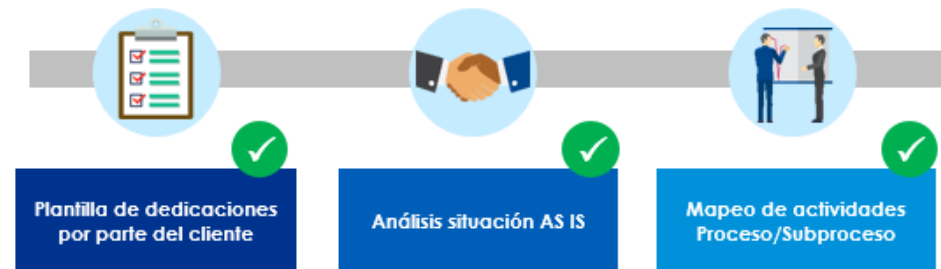 Plantilla de dedicaciones
por parte del cliente
Análisis situación AS IS
Mapeo de actividades
Proceso/Subproceso